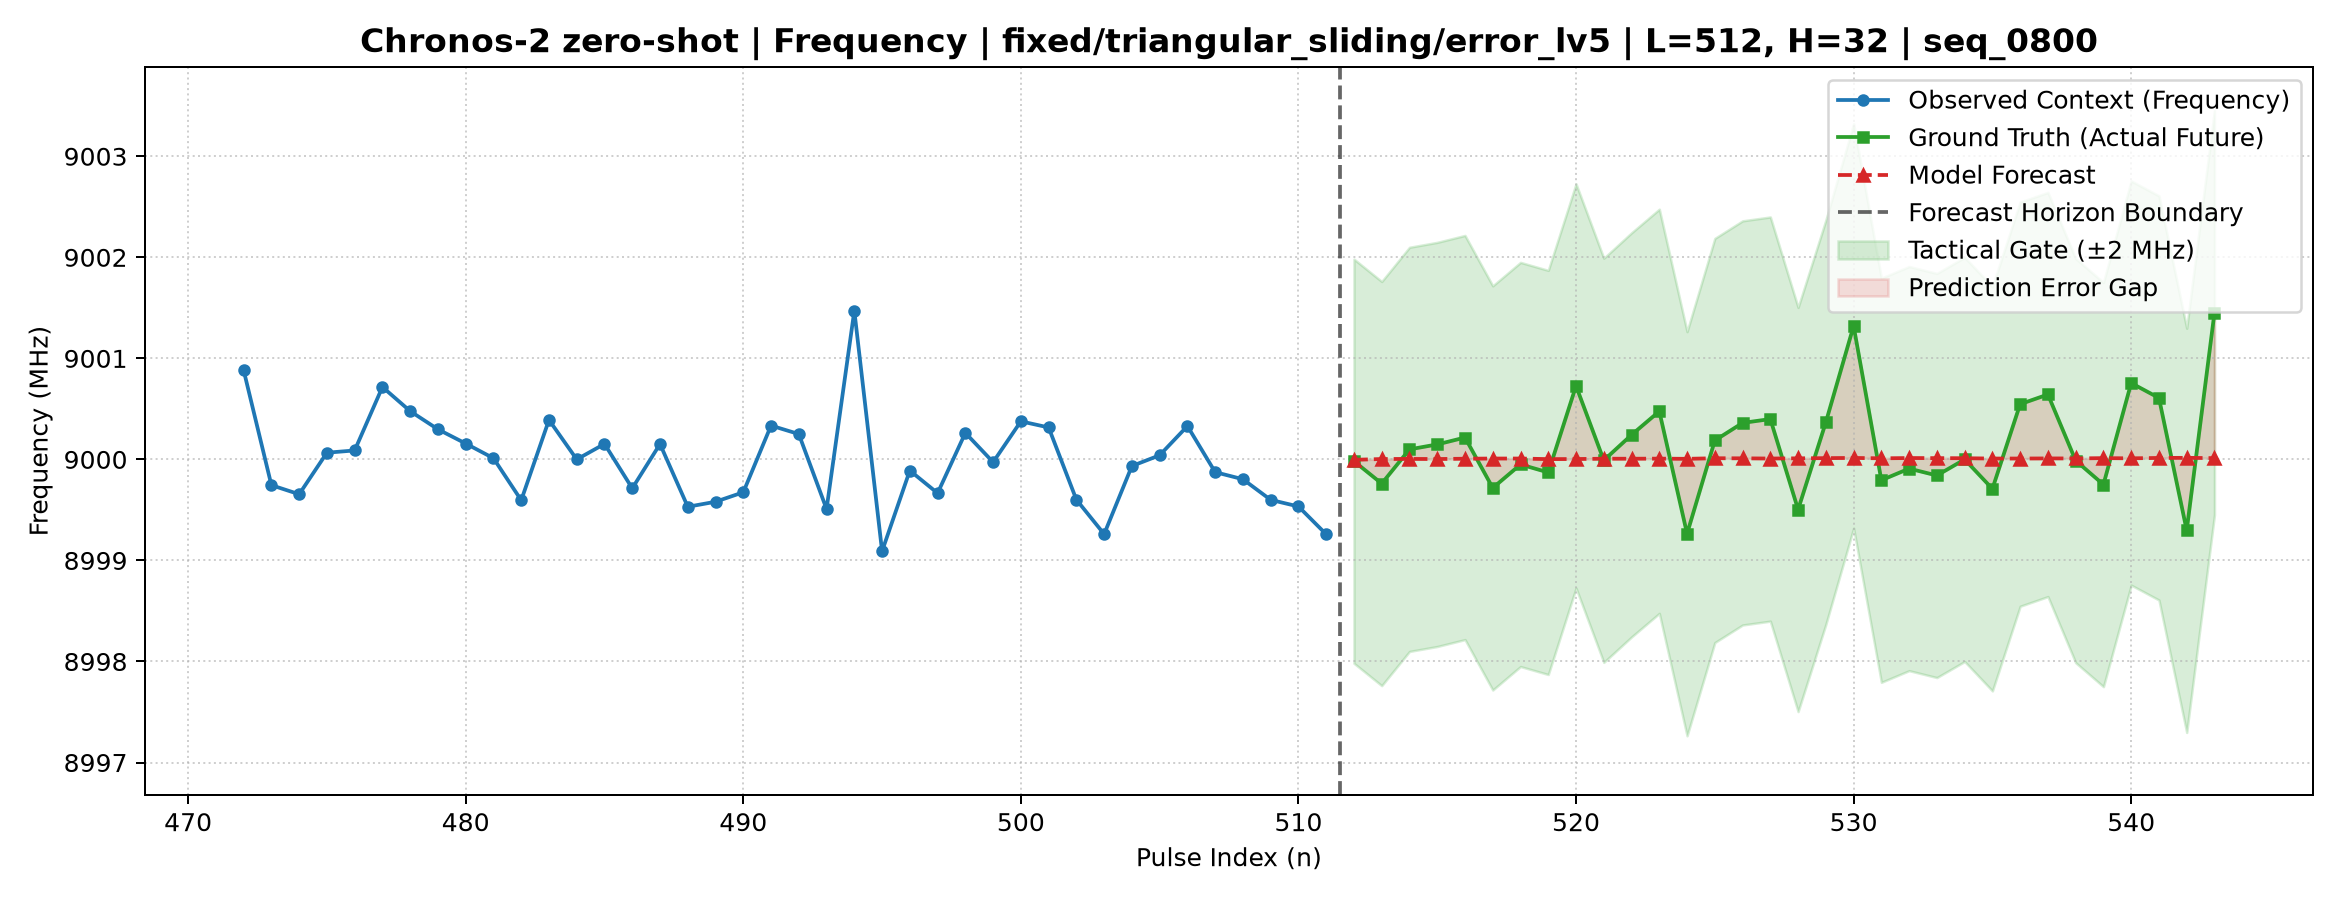 Chronos-2 zero-shot | Frequency | fixed/triangular_sliding/error_lv5 | L=512, H=32 | seq_0800
Observed Context (Frequency)
Ground Truth (Actual Future)
Model Forecast
Forecast Horizon Boundary
Tactical Gate (±2 MHz)
Prediction Error Gap
Frequency (MHz)
9003
9002
9001
9000
8999
8998
8997
470 480 490 500 510 520 530 540
Pulse Index (n)